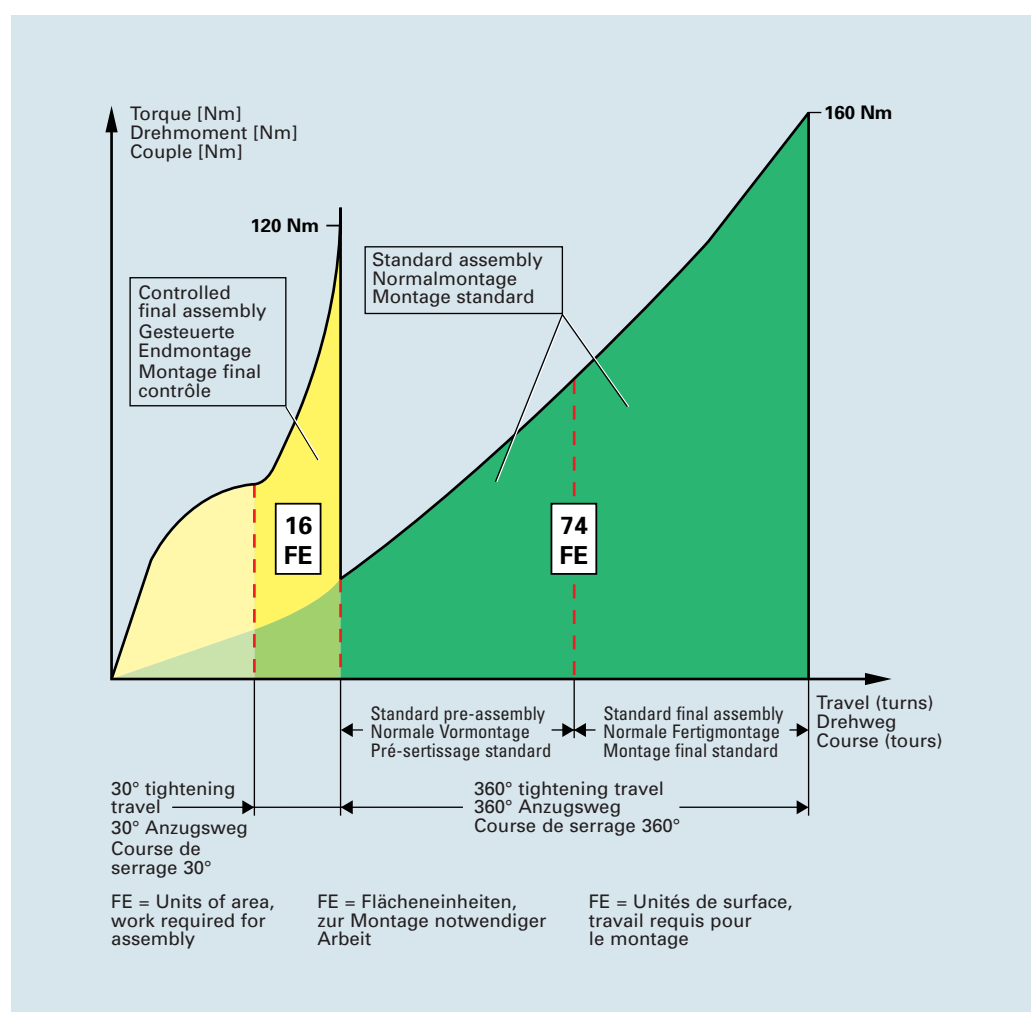 Torque [Nm]
Drehmoment [Nm]
Couple [Nm]
160 Nm
120 Nm
Standard assembly
Normalmontage
Montage standard
Controlled
final assembly
Gesteuerte
Endmontage
Montage final
contrôle
16
FE
74
FE
Travel (turns)
Drehweg
Course (tours)
Standard pre-assembly
Normale Vormontage
Pré-sertissage standard
Standard final assembly
Normale Fertigmontage
Montage final standard
30° tightening
travel
30° Anzugsweg
Course de
serrage 30°
360° tightening travel
360° Anzugsweg
Course de serrage 360°
FE = Units of area,
work required for
assembly
FE = Flächeneinheiten,
zur Montage notwendiger
Arbeit
FE = Unités de surface,
travail requis pour
le montage